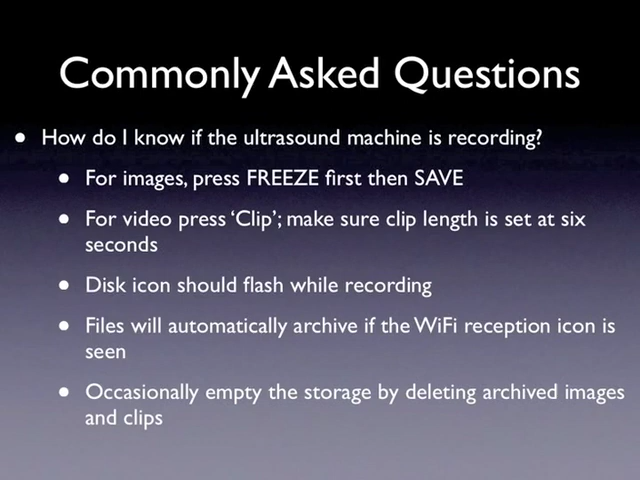 Commonly Asked Questions
• How do I know if the ultrasound machine is recording?
• For images, press FREEZE first then SAVE
• For video press ‘Clip’; make sure clip length is set at six
seconds
• Disk icon should flash while recording
• Files will automatically archive if the WiFi reception icon is
seen
• Occasionally empty the storage by deleting archived images
and clips